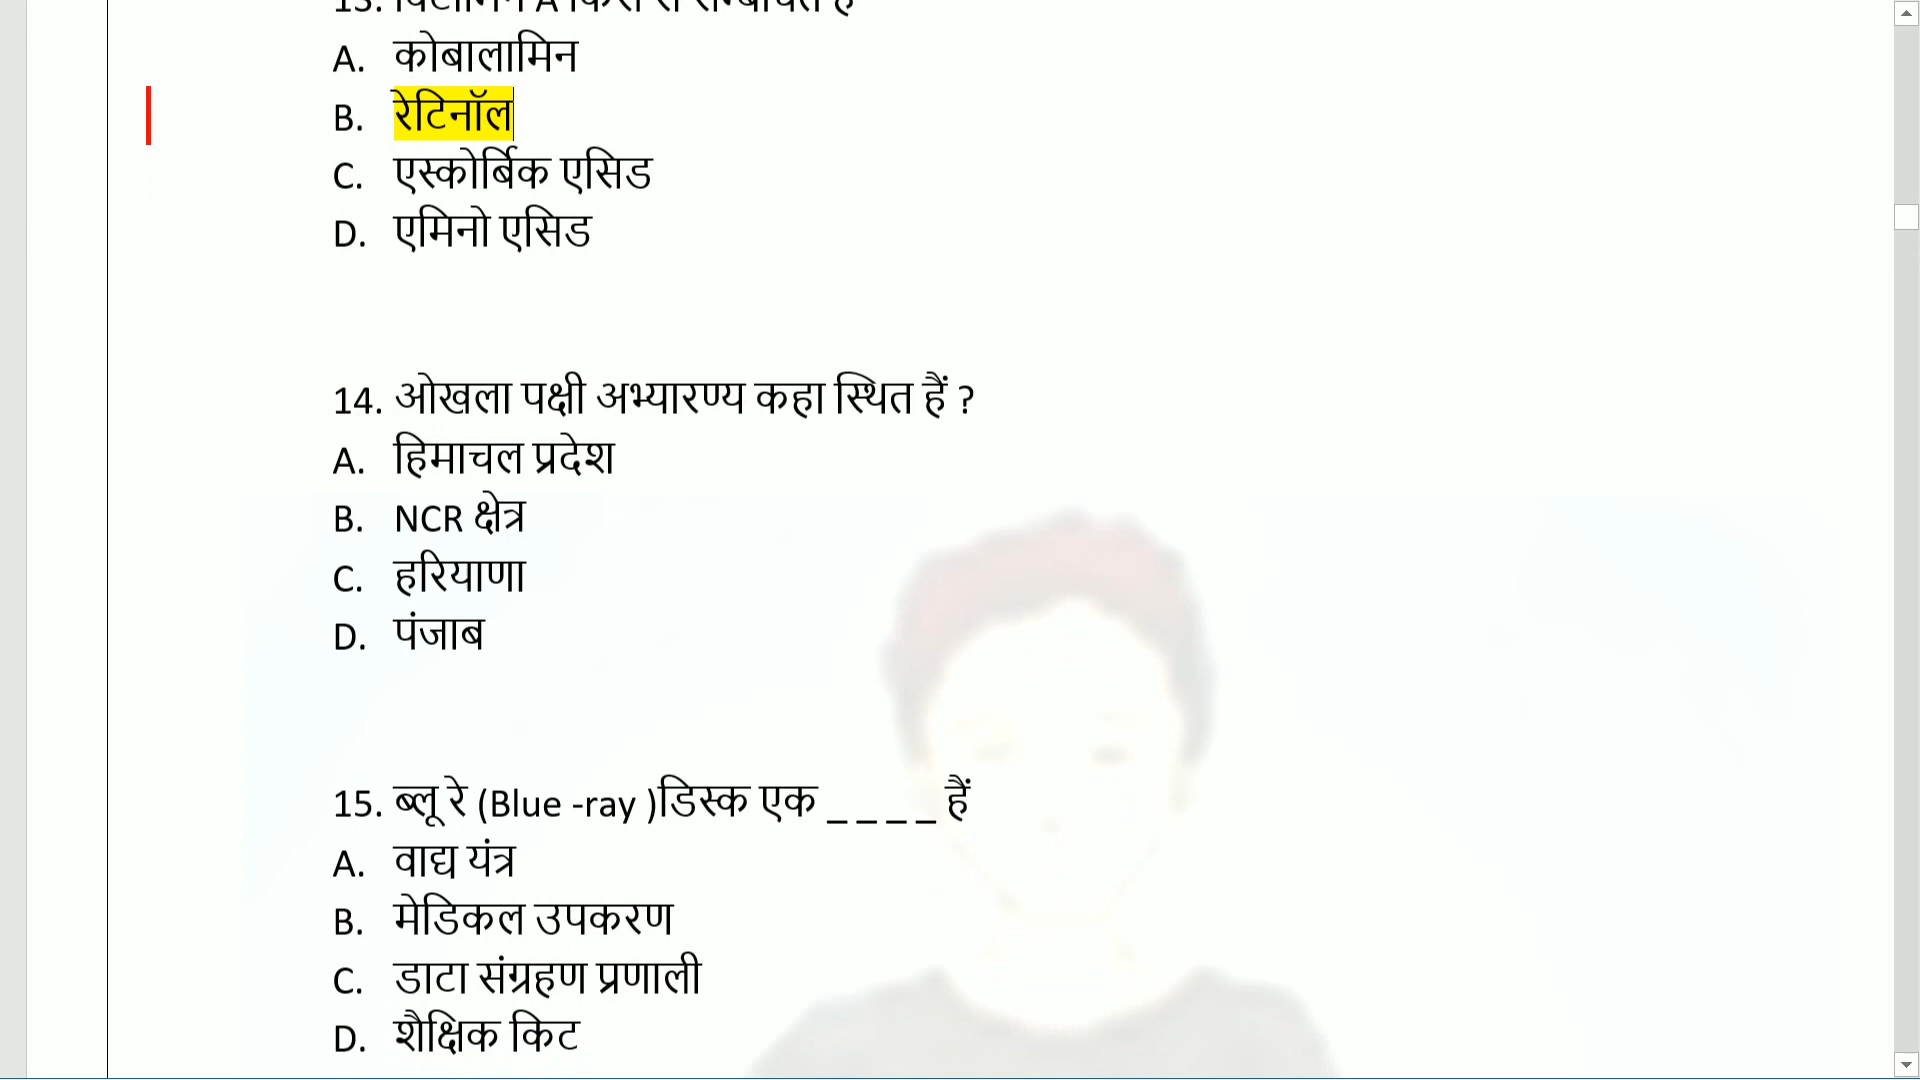 A. कोबालामिन
B. रेटिनॉल
C. एस्कोर्बिक एसिड
D. एमिनो एसिड
14. ओखला पक्षी अभ्यारण्य कहा स्थित हैं ?
A. हिमाचल प्रदेश
B. NCR क्षेत्र
C. हरियाणा
D. पंजाब
15. ब्लू रे (Blue -ray )डिस्क एक _ _ _ _ हैं
A. वाद्य यंत्र
B. मेडिकल उपकरण
C. डाटा संग्रहण प्रणाली
D. शैक्षिक किट